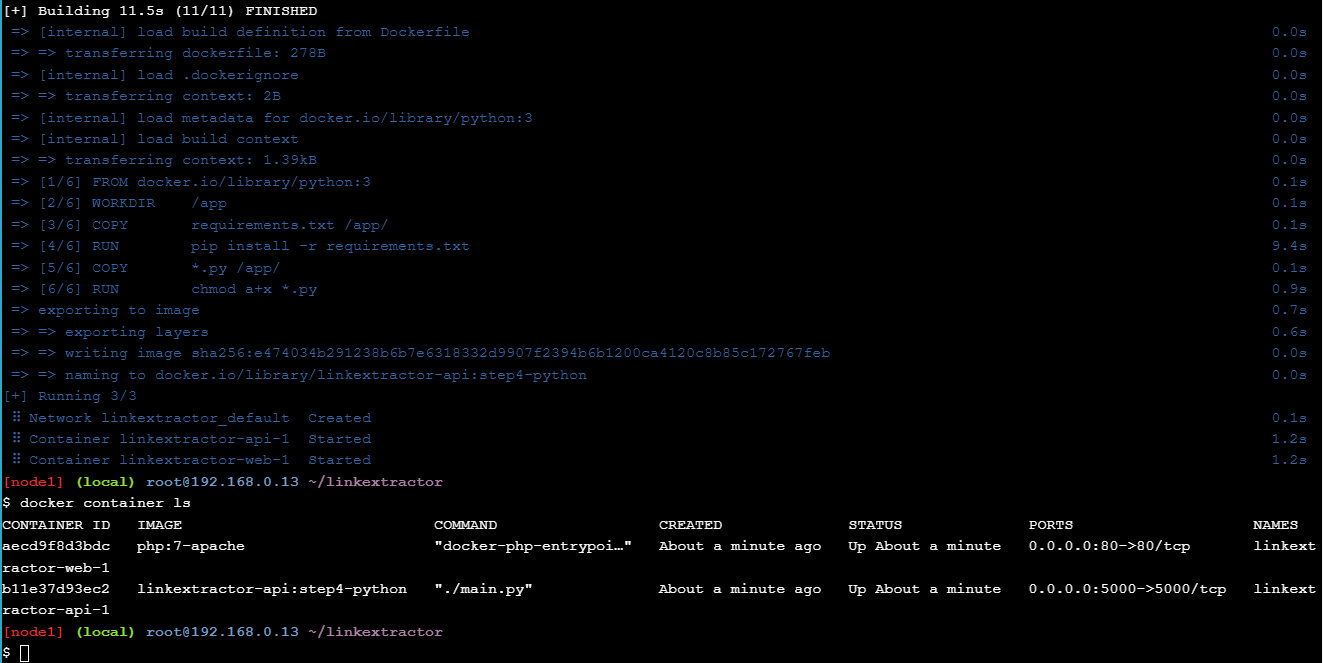 [+] Building 11.5s (11/11) FINISHED
=> [internal] load build definition from Dockerfile 0.0s
=> => transferring dockerfile: 278B 0.0s
=> [internal] load .dockerignore 0.0s
=> => transferring context: 2B 0.0s
=> [internal] load metadata for docker.io/library/python:3 0.0s
=> [internal] load build context 0.0s
=> => transferring context: 1.39kB 0.0s
=> [1/6] FROM docker.io/library/python:3 0.1s
=> [2/6] WORKDIR /app 0.1s
=> [3/6] COPY requirements.txt /app/ 0.1s
=> [4/6] RUN pip install -r requirements.txt 9.4s
=> [5/6] COPY *.py /app/ 0.1s
=> [6/6] RUN chmod a+x *.py 0.9s
=> exporting to image 0.7s
=> => exporting layers 0.6s
=> => writing image sha256:e474034b291238b6b7e6318332d9907f2394b6b1200ca4120c8b85c172767feb 0.0s
=> => naming to docker.io/library/linkextractor-api:step4-python 0.0s
[+] Running 3/3
⠿ Network linkextractor_default Created 0.1s
⠿ Container linkextractor-api-1 Started 1.2s
⠿ Container linkextractor-web-1 Started 1.2s
[node1] (local) root@192.168.0.13 ~/linkextractor
$ docker container ls
CONTAINER ID IMAGE COMMAND CREATED STATUS PORTS NAMES
aecd9f8d3bdc php:7-apache "docker-php-entrypoi…" About a minute ago Up About a minute 0.0.0.0:80->80/tcp linkext
ractor-web-1
b11e37d93ec2 linkextractor-api:step4-python "./main.py" About a minute ago Up About a minute 0.0.0.0:5000->5000/tcp linkext
ractor-api-1
[node1] (local) root@192.168.0.13 ~/linkextractor
$